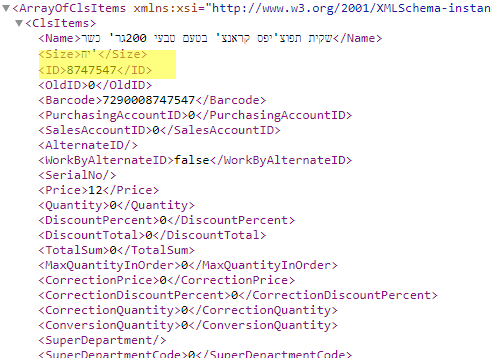 ▼<ArrayOfClsItems xmlns:xsi="http://www.w3.org/2001/XMLSchema-instan
▼<ClsItems>
<Name>שקית תפוצ'יפס קראנצ' בטעם טבעי 200גר' כשר</Name>
<Size>יח'</Size>
<ID>8747547</ID>
<OldID>0</OldID>
<Barcode>7290008747547</Barcode>
<PurchasingAccountID>0</PurchasingAccountID>
<SalesAccountID>0</SalesAccountID>
<AlternateID/>
<WorkByAlternateID>false</WorkByAlternateID>
<SerialNo/>
<Price>12</Price>
<Quantity>0</Quantity>
<DiscountPercent>0</DiscountPercent>
<DiscountTotal>0</DiscountTotal>
<TotalSum>0</TotalSum>
<MaxQuantityInOrder>0</MaxQuantityInOrder>
<CorrectionPrice>0</CorrectionPrice>
<CorrectionDiscountPercent>0</CorrectionDiscountPercent>
<CorrectionQuantity>0</CorrectionQuantity>
<ConversionQuantity>0</ConversionQuantity>
<SuperDepartment/>
<SuperDepartmentCode>0</SuperDepartmentCode>